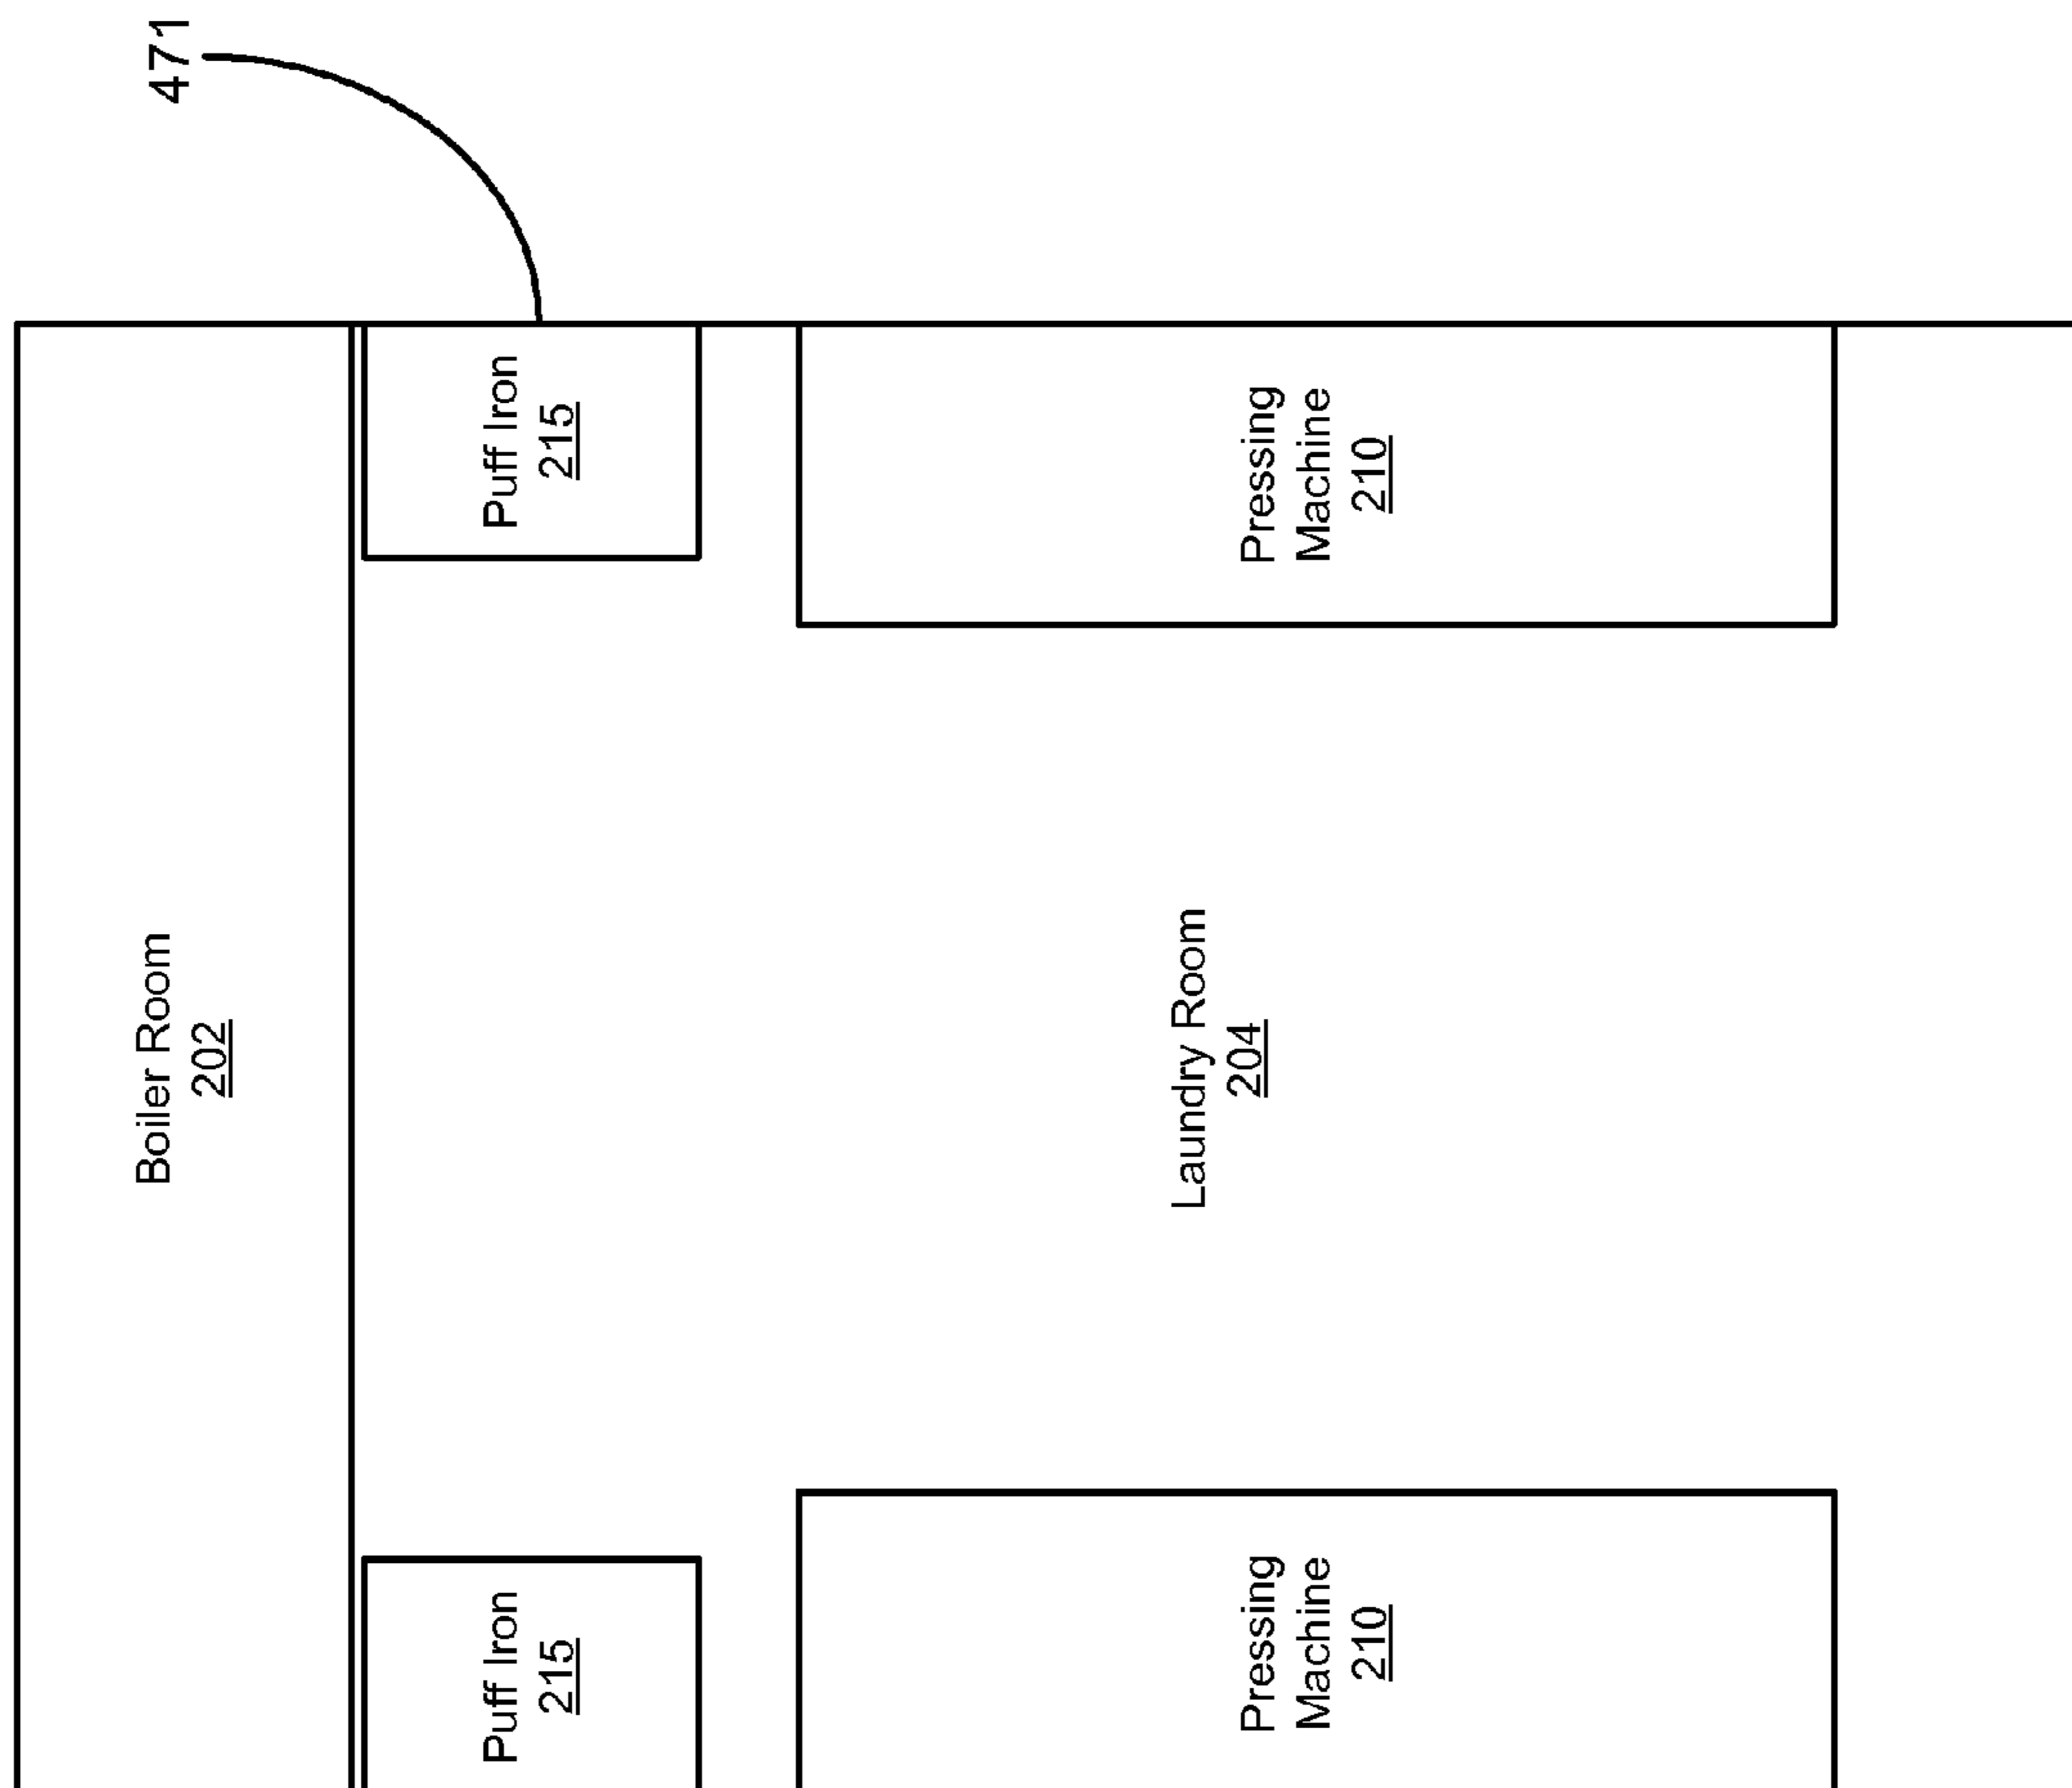 471
Boiler Room
202
Puff Iron
215
Puff Iron
215
Laundry Room
204
Pressing
Machine
210
Pressing
Machine
210